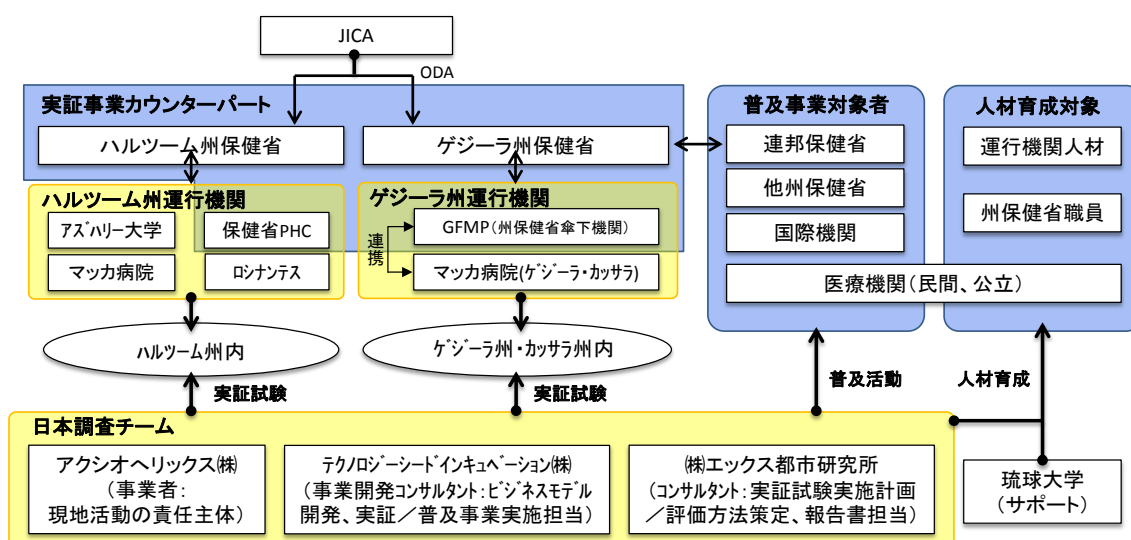 JICA
ODA
実証事業カウンターパート
ハルツーム州保健省
ゲジーラ州保健省
ハルツーム州運行機関
アズハリー大学
保健省PHC
マッカ病院
ロシナンテス
ゲジーラ州運行機関
連携
GFMP(州保健省傘下機関)
マッカ病院(ゲジーラ・カッサラ)
普及事業対象者
連邦保健省
他州保健省
国際機関
人材育成対象
運行機関人材
州保健省職員
医療機関(民間、公立)
ハルツーム州内
ゲジーラ州・カッサラ州内
実証試験
実証試験
普及活動
人材育成
日本調査チーム
アクシオヘリックス㈱
(事業者:
現地活動の責任主体)
テクノロジーシードインキュベーション㈱
(事業開発コンサルタント:ビジネスモデル
開発、実証/普及事業実施担当)
㈱エックス都市研究所
(コンサルタント:実証試験実施計画
/評価方法策定、報告書担当)
琉球大学
(サポート)